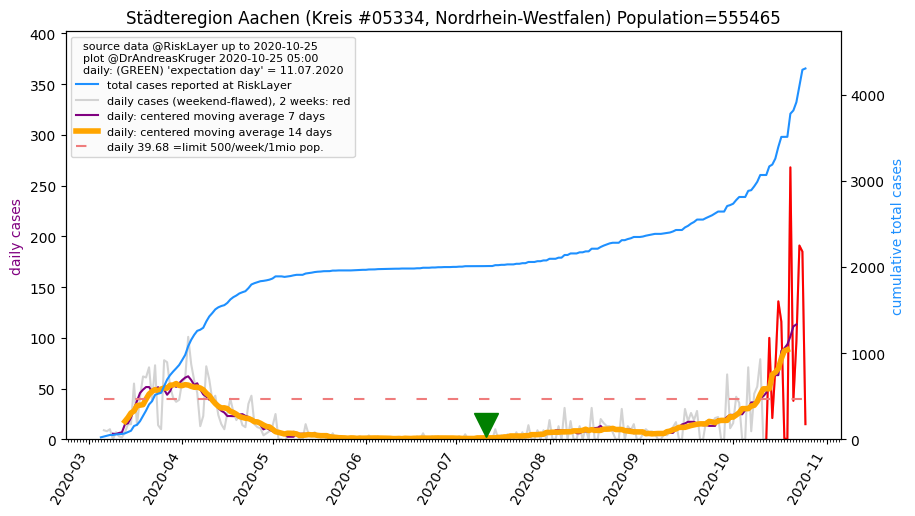 Städteregion Aachen (Kreis #05334, Nordrhein-Westfalen) Population=555465
source data @RiskLayer up to 2020-10-25
plot @DrAndreasKruger 2020-10-25 05:00
daily: (GREEN) 'expectation day' = 11.07.2020
total cases reported at RiskLayer
daily cases (weekend-flawed), 2 weeks: red
daily: centered moving average 7 days
daily: centered moving average 14 days
daily 39.68 =limit 500/week/1mio pop.
daily cases
400
350
300
250
200
150
100
50
0
cumulative total cases
4000
3000
2000
1000
0
2020-03
2020-04
2020-05
2020-06
2020-07
2020-08
2020-09
2020-10
2020-11